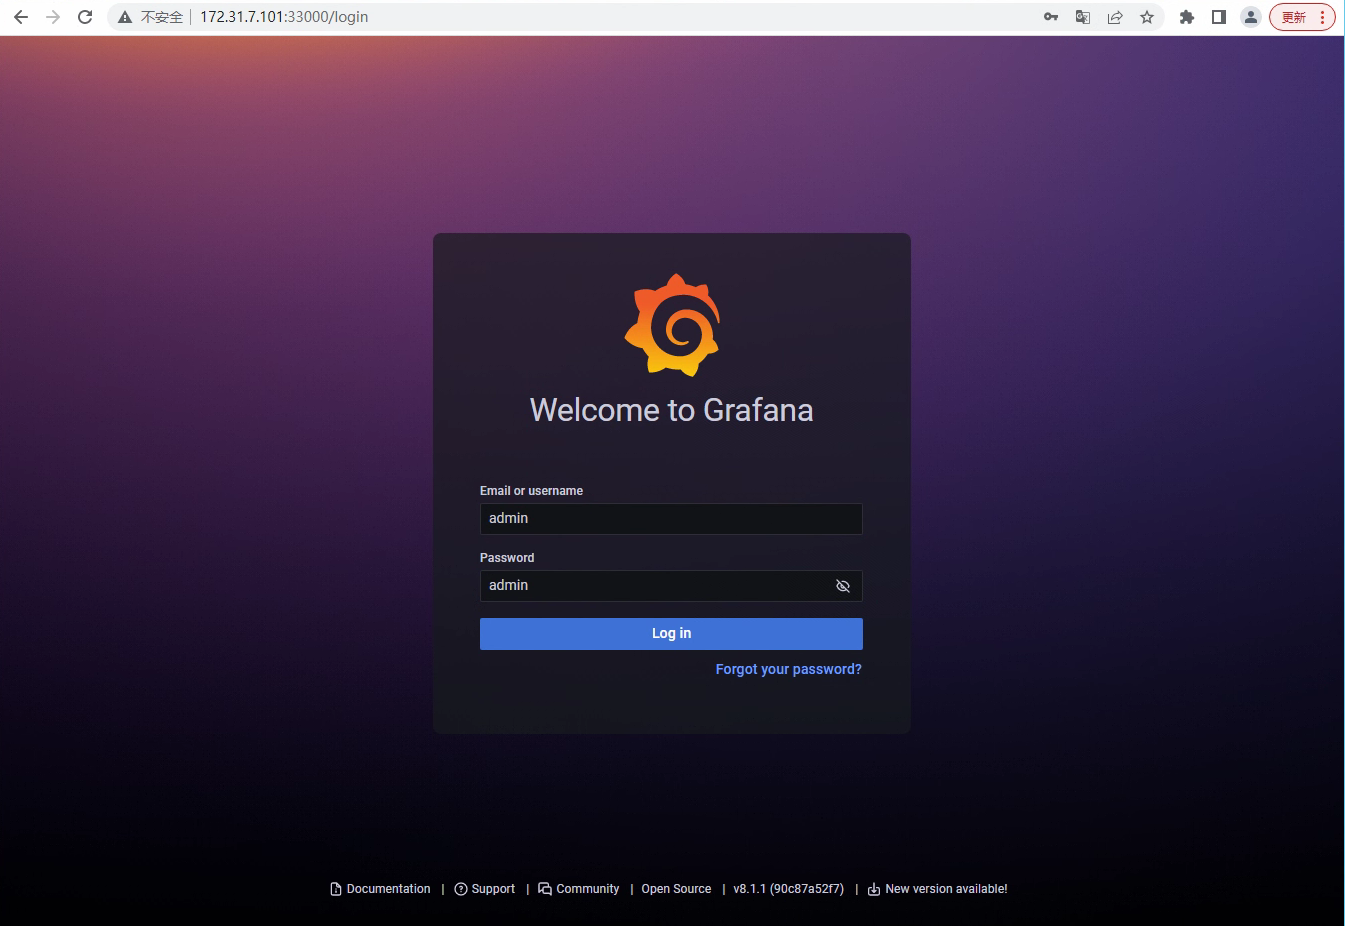 不安全 | 172.31.7.101:33000/login
更新
Welcome to Grafana
Email or username
admin
Password
admin
Log in
Forgot your password?
Documentation | Support | Community | Open Source | v8.1.1 (90c87a52f7) | New version available!